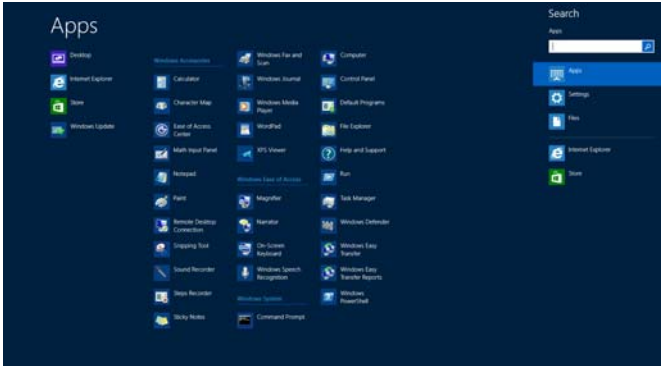 Apps
Desktop
Internet Explorer
Store
Windows Update
Windows Accessories
Calculator
Character Map
Ease of Access
Center
Math Input Panel
Notepad
Paint
Remote Desktop
Connection
Snipping Tool
Sound Recorder
Steps Recorder
Sticky Notes
Windows Fax and
Scan
Windows Journal
Windows Media
Player
WordPad
XPS Viewer
Windows Ease of Access
Magnifier
Narrator
On-Screen
Keyboard
Windows Speech
Recognition
Windows System
Command Prompt
Computer
Control Panel
Default Programs
File Explorer
Help and Support
Run
Task Manager
Windows Defender
Windows Easy
Transfer
Windows Easy
Transfer Reports
Windows
PowerShell
Search
Apps
Apps
Settings
Files
Internet Explorer
Store